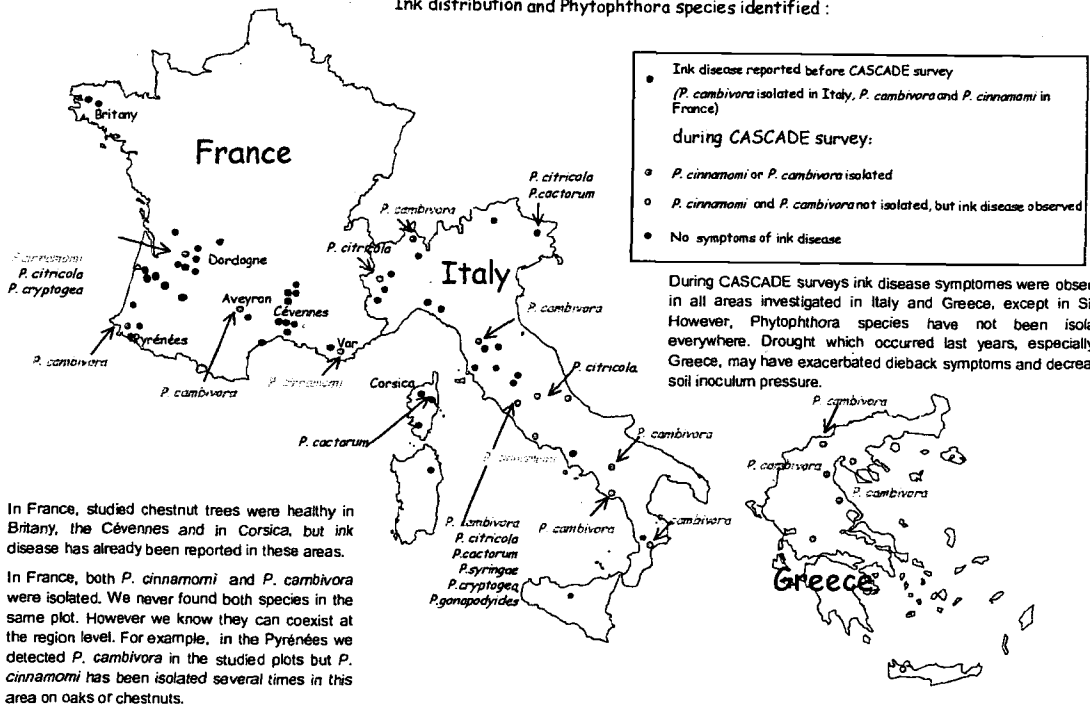 Ink distribution and Phytophthora species identified :
Ink disease reported before CASCADE survey
(P. cambivora isolated in Italy, P. cambivora and P. cinnamomi in
France)
during CASCADE survey:
P. cinnamomi or P. cambivora isolated
P. cinnamomi and P. cambivora not isolated, but ink disease observed
No symptoms of ink disease
During CASCADE surveys ink disease symptomes were obser
in all areas investigated in Italy and Greece, except in Si
However, Phytophthora species have not been isola
everywhere. Drought which occurred last years, especially
Greece, may have exacerbated dieback symptoms and decrea
soil inoculum pressure.
Britany
France
P. citricola
P.cactorum
P. cambivora
P. citricola
Italy
P. cinnamomi
P. citricola
P. cryptogea
Dordogne
Aveyron
Cévennes
Pyrénées
Var
P. cambivora
P. cambivora
P. cinnamomi
P. cambivora
P. citricola
Corsica
P. cactorum
P. cambivora
P. cambivora
P. cambivora
P. cambivora
P. cambivora
P. citricola
P.cactorum
P.syringae
P.cryptogea
P.gonapodyides
P. cambivora
P. cambivora
P. cambivora
Greece
In France, studied chestnut trees were healthy in
Britany, the Cévennes and in Corsica, but ink
disease has already been reported in these areas.
In France, both P. cinnamomi and P. cambivora
were isolated. We never found both species in the
same plot. However we know they can coexist at
the region level. For example, in the Pyrénées we
detected P. cambivora in the studied plots but P.
cinnamomi has been isolated several times in this
area on oaks or chestnuts.